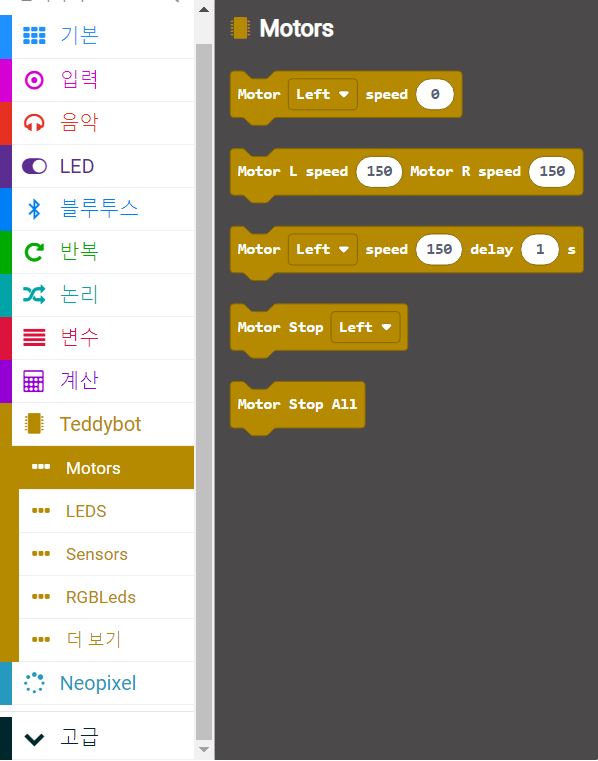 기본
입력
음악
LED
블루투스
반복
논리
변수
계산
Teddybot
Motors
LEDS
Sensors
RGBLeds
더 보기
Neopixel
고급
Motors
Motor Left speed 0
Motor L speed 150 Motor R speed 150
Motor Left speed 150 delay 1 s
Motor Stop Left
Motor Stop All